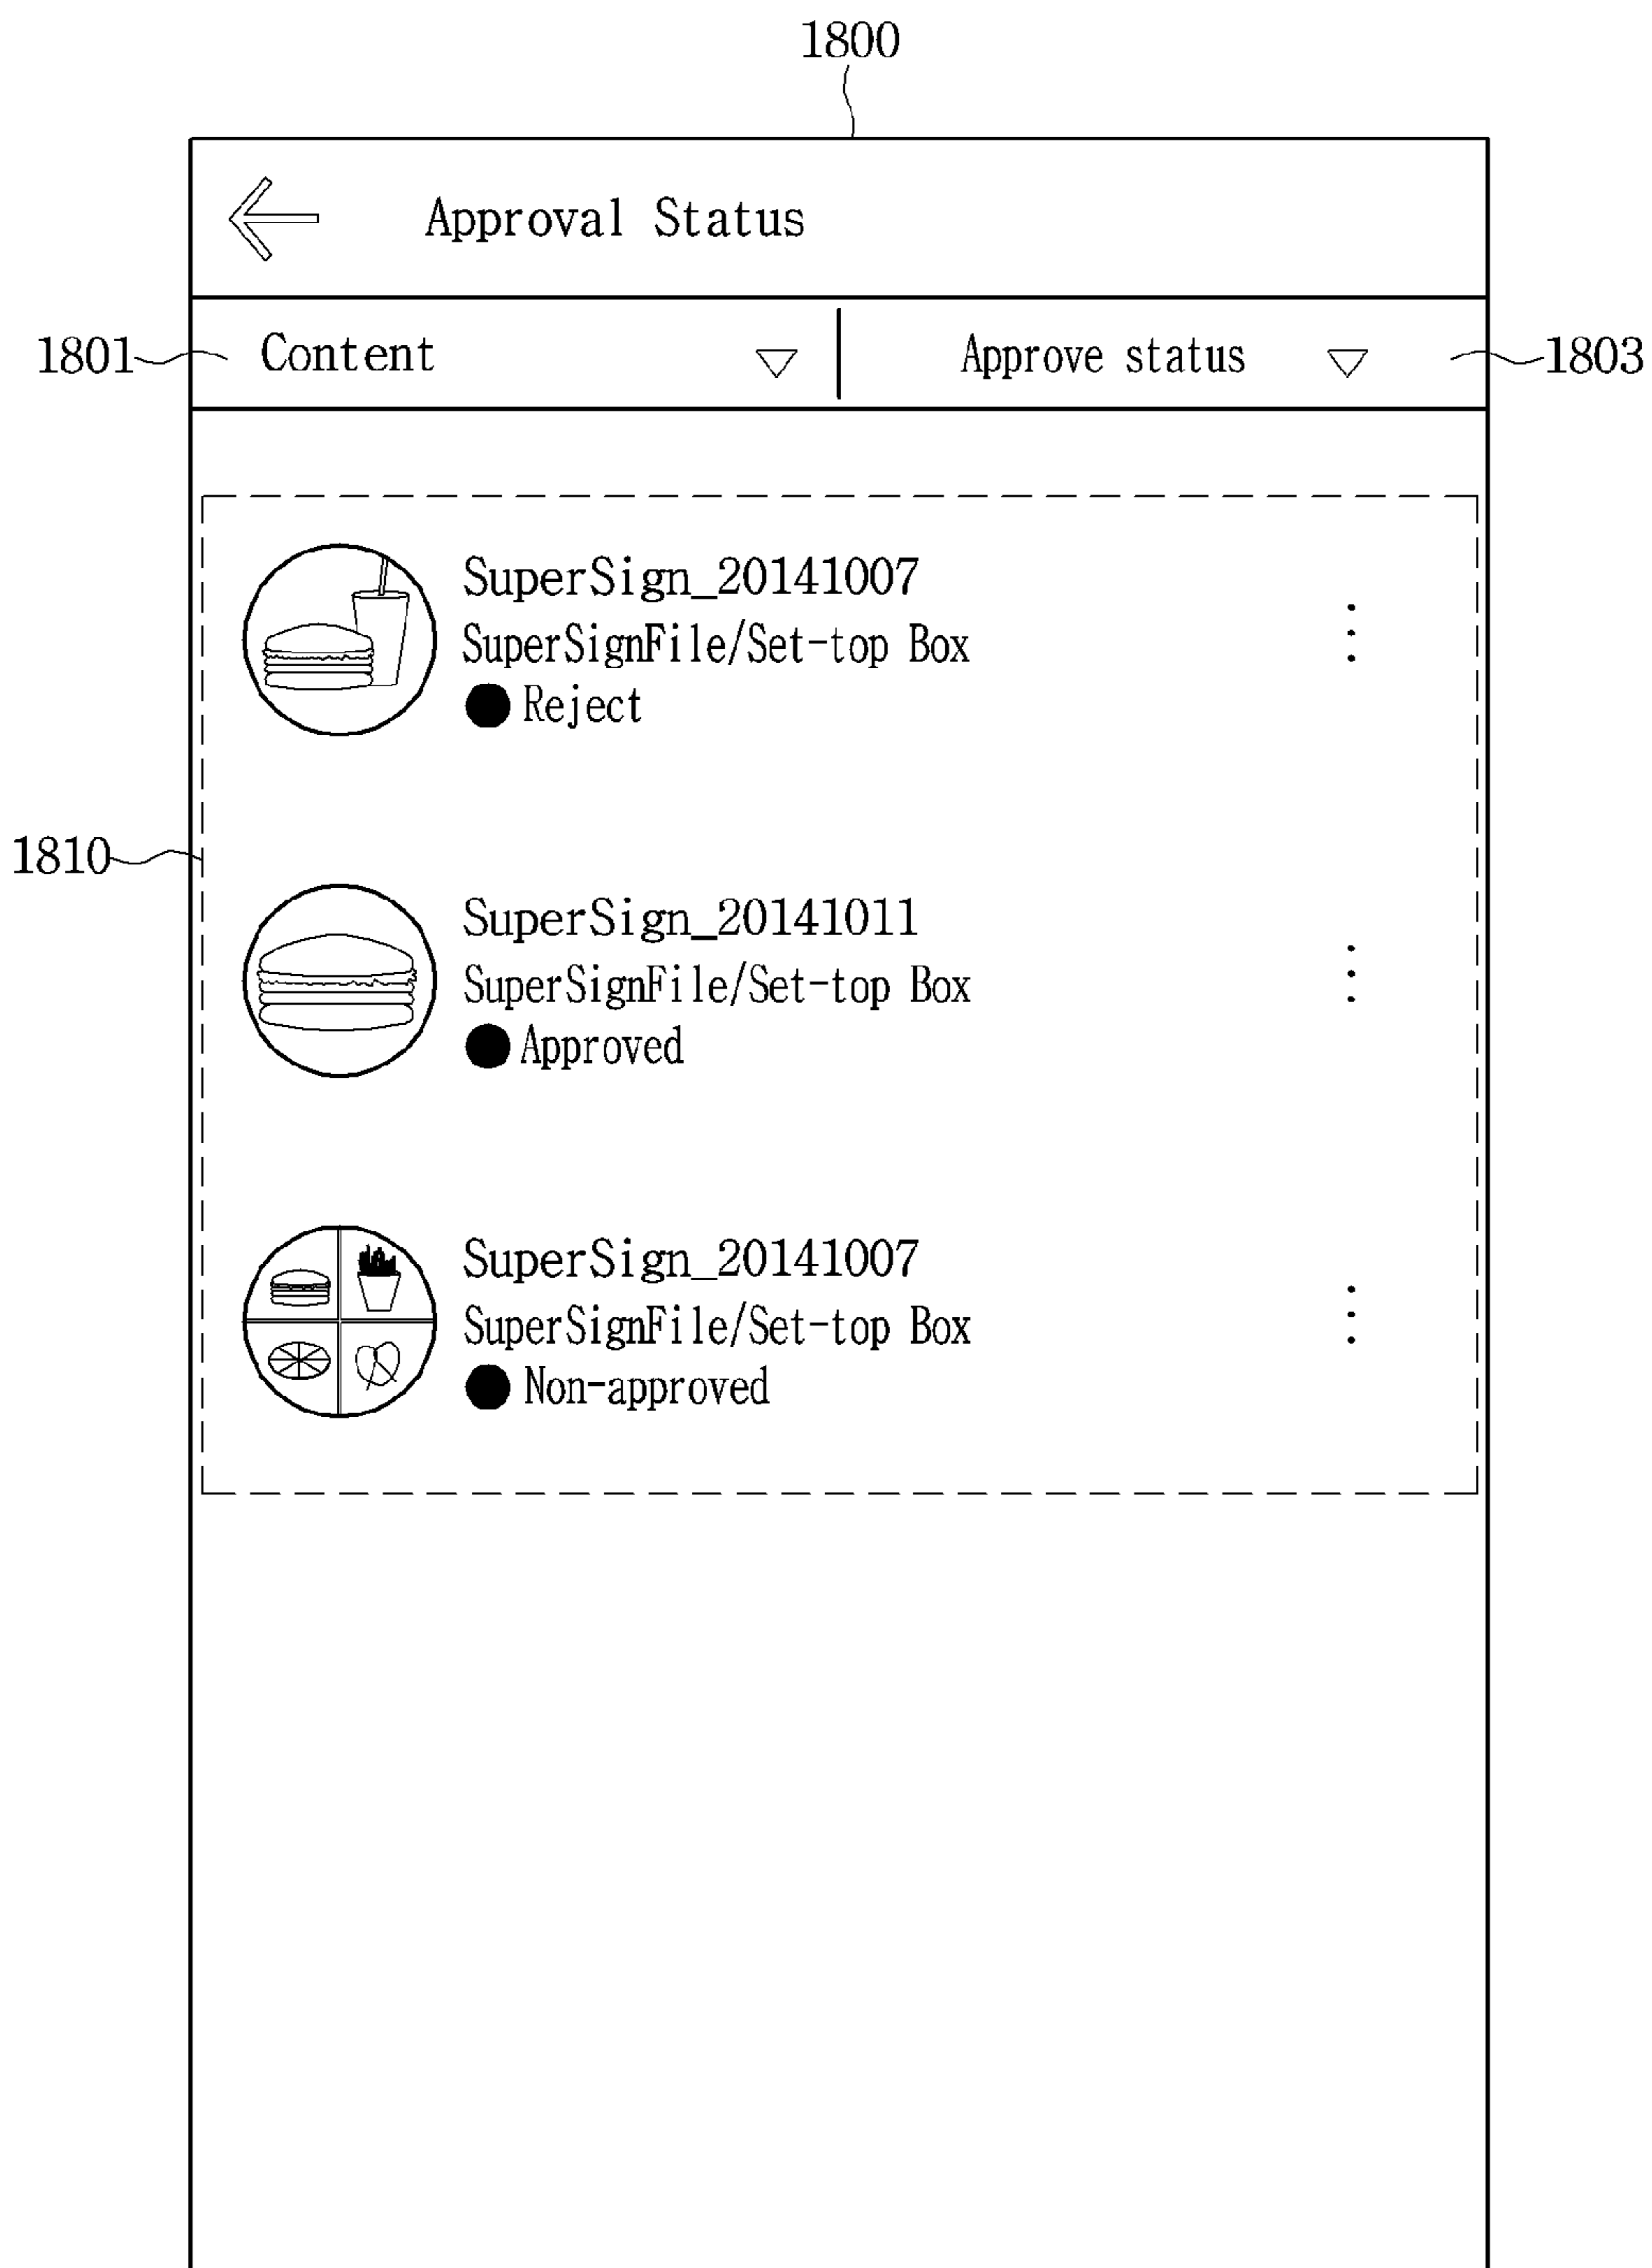 1800
Approval Status
1801 Content Approve status 1803
SuperSign_20141007
SuperSignFile/Set-top Box
Reject
1810
SuperSign_20141011
SuperSignFile/Set-top Box
Approved
SuperSign_20141007
SuperSignFile/Set-top Box
Non-approved